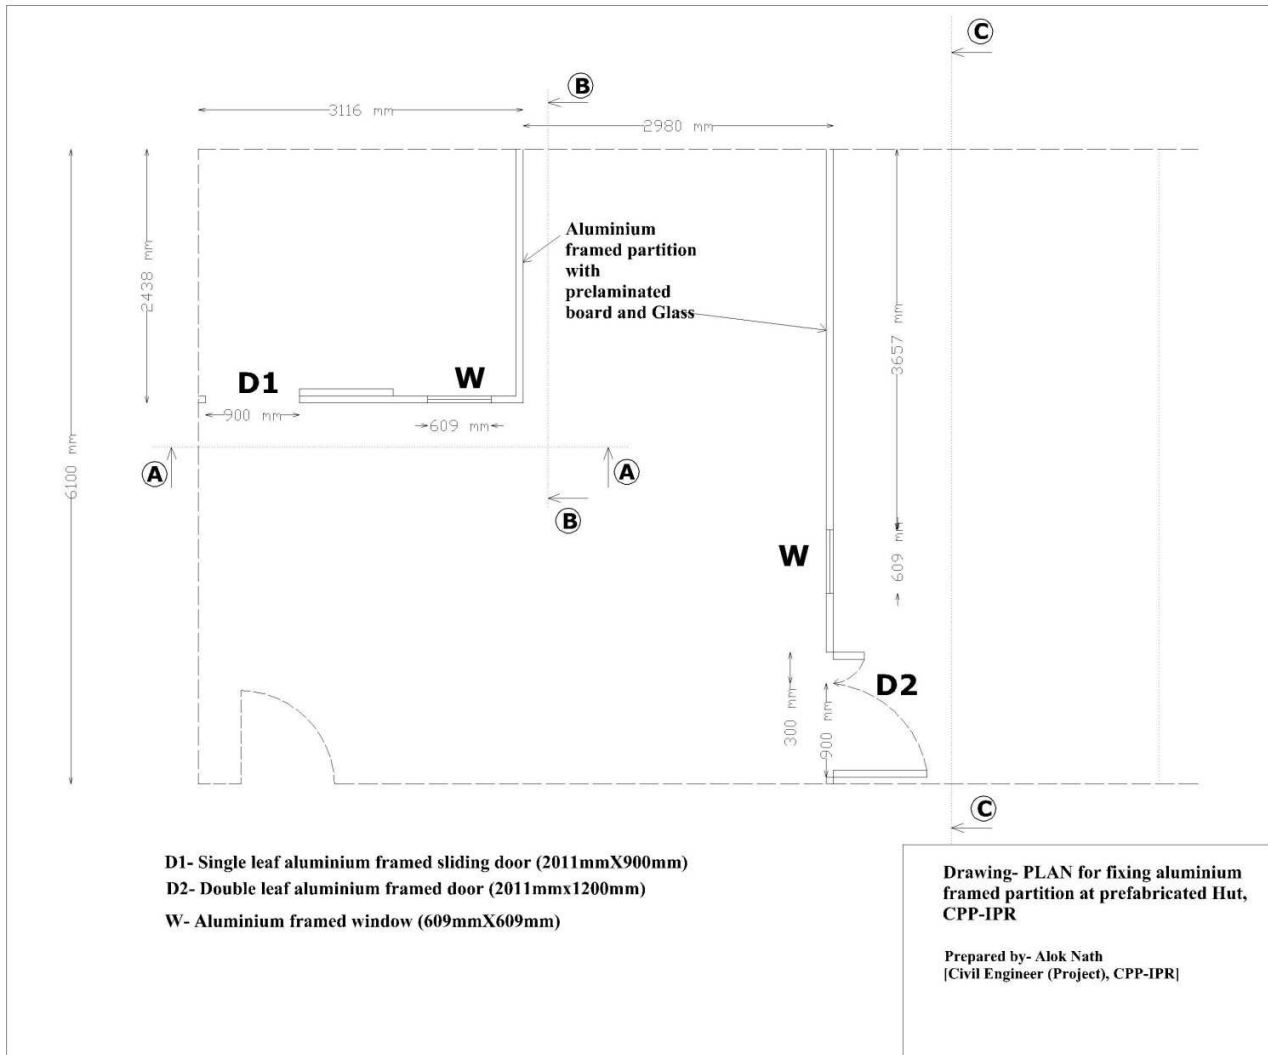 C
B
3116 mm
2980 mm
Aluminium
framed partition
with
prelaminated
board and Glass
2438 mm
3657 mm
D1
W
900 mm
609 mm
6100 mm
A
A
B
W
609 mm
D2
300 mm
900 mm
C
D1- Single leaf aluminium framed sliding door (2011mmX900mm)
D2- Double leaf aluminium framed door (2011mmx1200mm)
W- Aluminium framed window (609mmX609mm)
Drawing- PLAN for fixing aluminium
framed partition at prefabricated Hut,
CPP-IPR
Prepared by- Alok Nath
[Civil Engineer (Project), CPP-IPR]